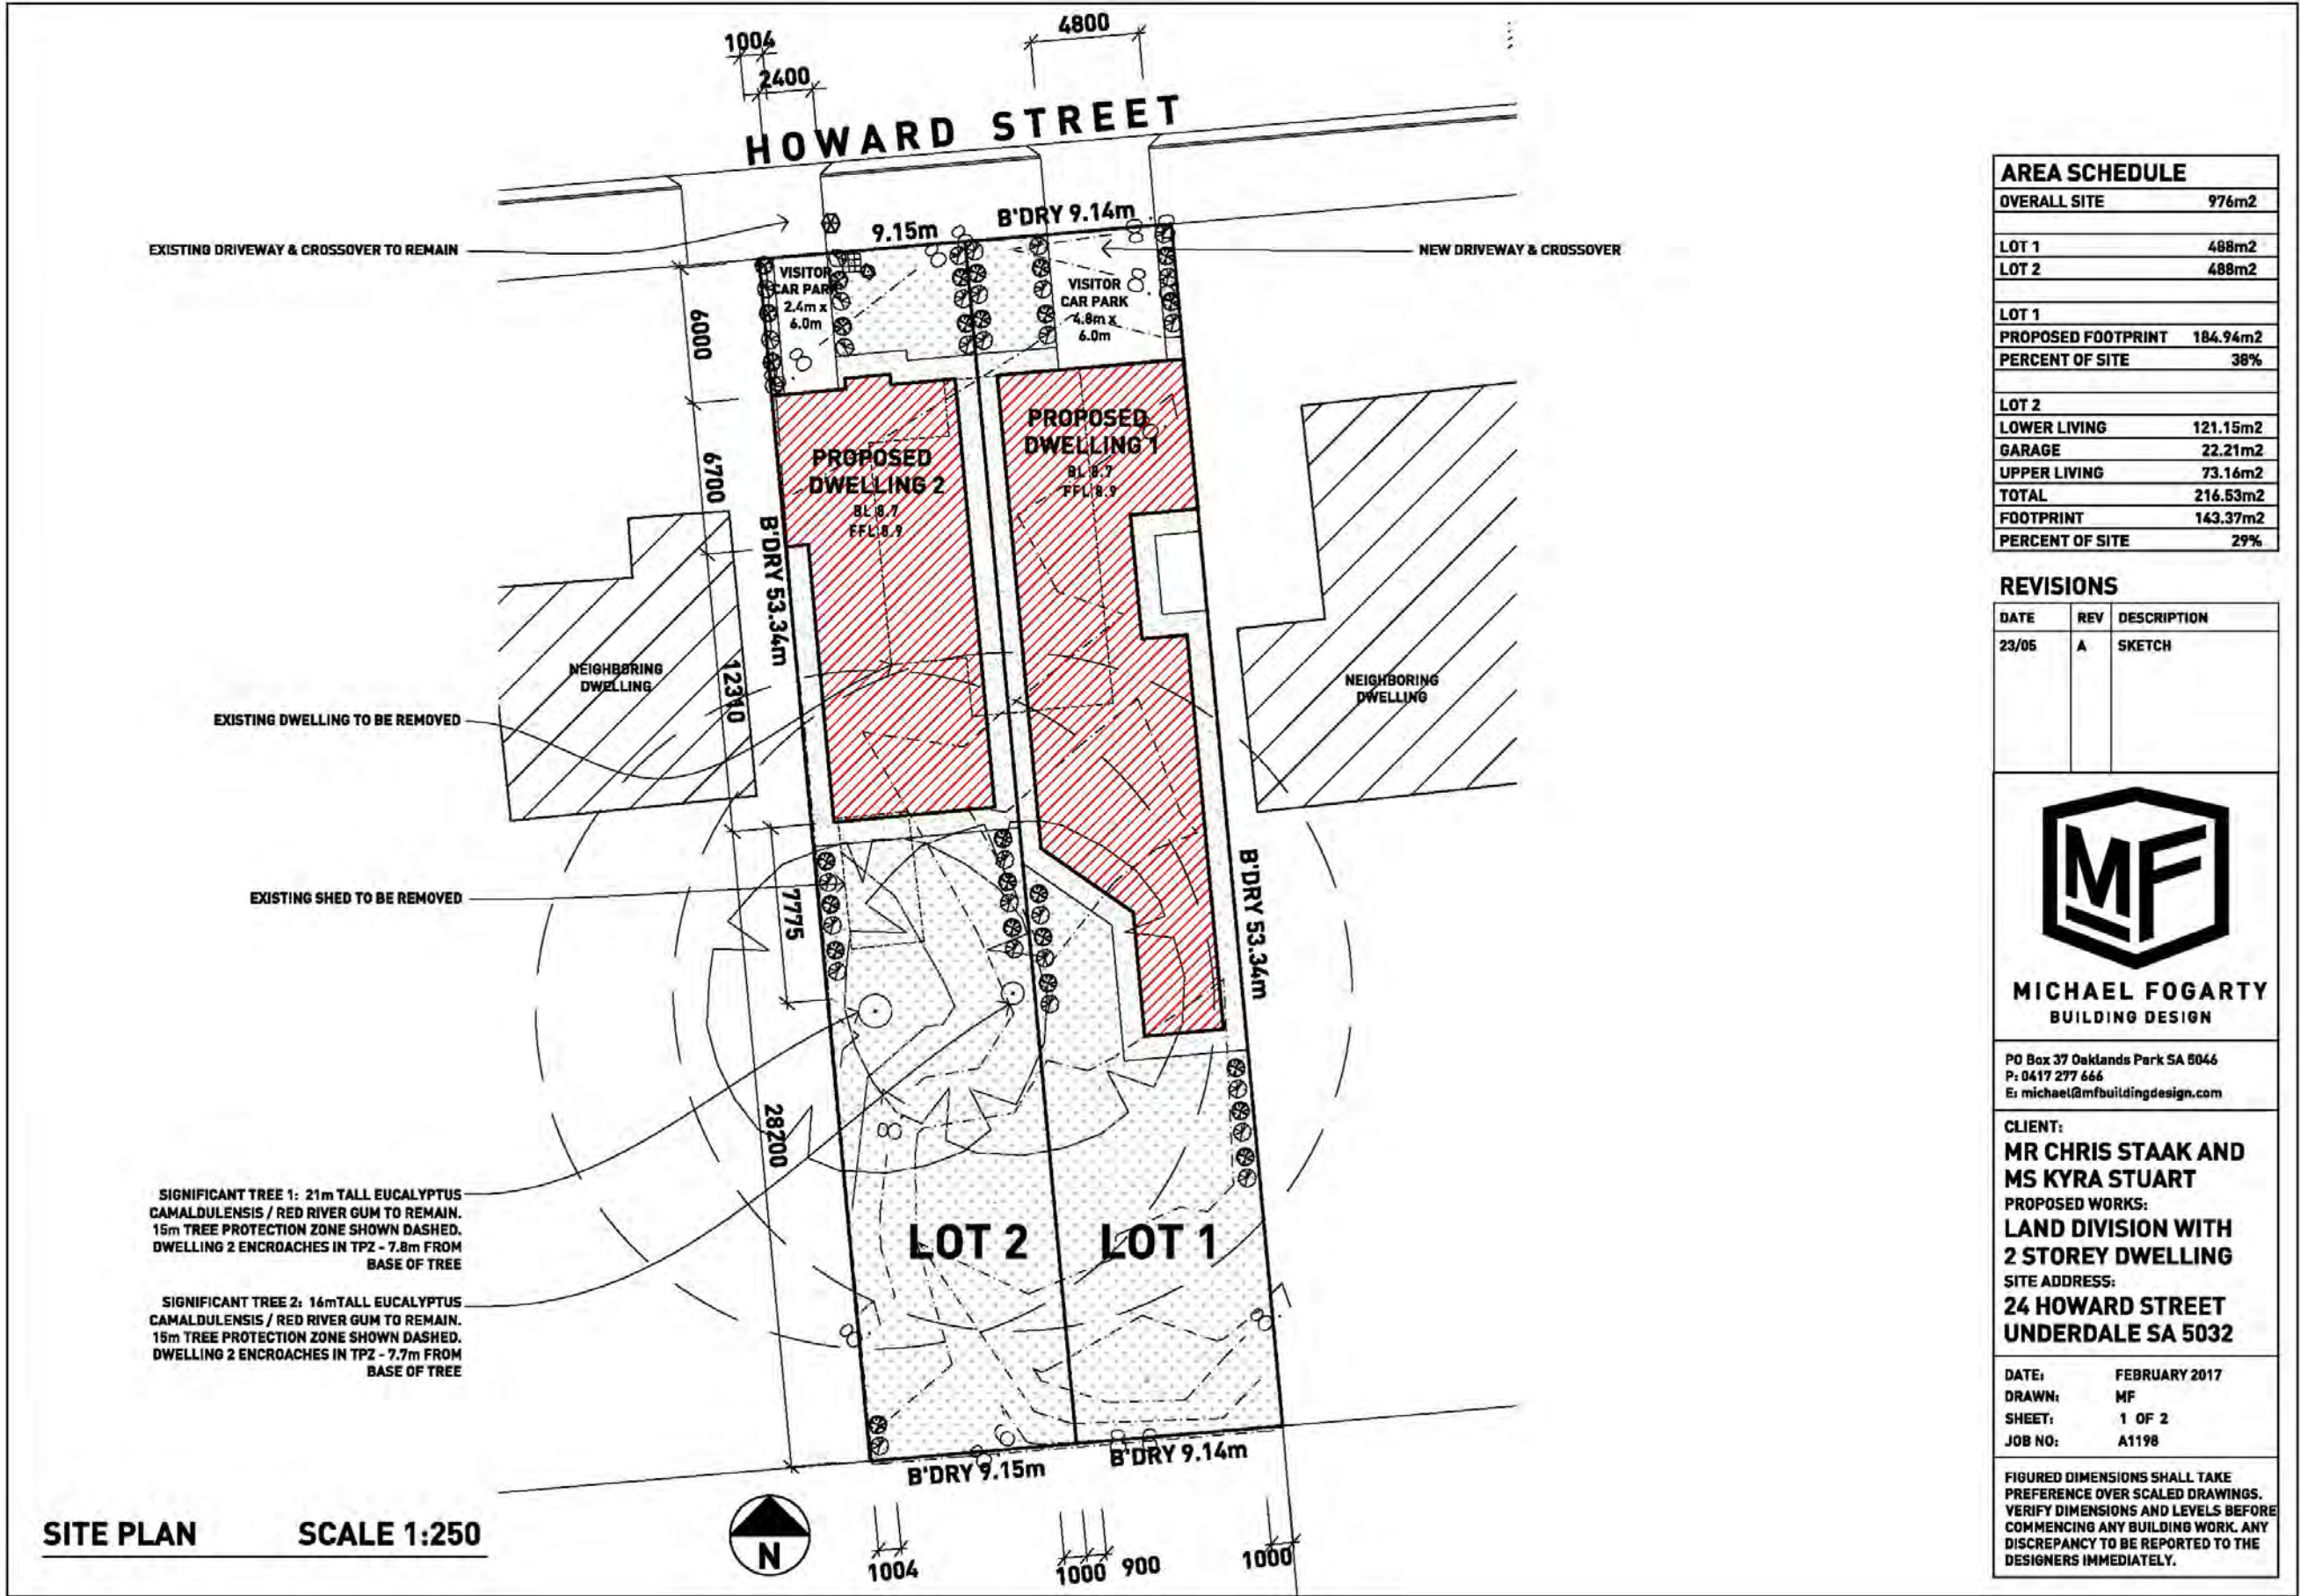 1004
4800
2400
HOWARD STREET
EXISTING DRIVEWAY & CROSSOVER TO REMAIN
9.15m
B'DRY 9.14m
NEW DRIVEWAY & CROSSOVER
VISITOR
CAR PARK
2.4m x
6.0m
VISITOR
CAR PARK
4.8m x
6.0m
6000
6700
12310
7775
28200
PROPOSED
DWELLING 2
BL 8.7
FFL 8.9
PROPOSED
DWELLING 1
BL 8.7
FFL 8.9
B'DRY 53.34m
B'DRY 53.34m
NEIGHBORING
DWELLING
NEIGHBORING
DWELLING
EXISTING DWELLING TO BE REMOVED
EXISTING SHED TO BE REMOVED
SIGNIFICANT TREE 1: 21m TALL EUCALYPTUS
CAMALDULENSIS / RED RIVER GUM TO REMAIN.
15m TREE PROTECTION ZONE SHOWN DASHED.
DWELLING 2 ENCROACHES IN TPZ - 7.8m FROM
BASE OF TREE
SIGNIFICANT TREE 2: 16mTALL EUCALYPTUS
CAMALDULENSIS / RED RIVER GUM TO REMAIN.
15m TREE PROTECTION ZONE SHOWN DASHED.
DWELLING 2 ENCROACHES IN TPZ - 7.7m FROM
BASE OF TREE
LOT 2
LOT 1
B'DRY 9.15m
B'DRY 9.14m
N
1004
1000 900
1000
SITE PLAN SCALE 1:250
AREA SCHEDULE
OVERALL SITE 976m2
LOT 1 488m2
LOT 2 488m2
LOT 1
PROPOSED FOOTPRINT 184.94m2
PERCENT OF SITE 38%
LOT 2
LOWER LIVING 121.15m2
GARAGE 22.21m2
UPPER LIVING 73.16m2
TOTAL 216.53m2
FOOTPRINT 143.37m2
PERCENT OF SITE 29%
REVISIONS
DATE REV DESCRIPTION
23/05 A SKETCH
MF
MICHAEL FOGARTY
BUILDING DESIGN
PO Box 37 Oaklands Park SA 5046
P: 0417 277 666
E: michael@mfbuildingdesign.com
CLIENT:
MR CHRIS STAAK AND
MS KYRA STUART
PROPOSED WORKS:
LAND DIVISION WITH
2 STOREY DWELLING
SITE ADDRESS:
24 HOWARD STREET
UNDERDALE SA 5032
DATE: FEBRUARY 2017
DRAWN: MF
SHEET: 1 OF 2
JOB NO: A1198
FIGURED DIMENSIONS SHALL TAKE
PREFERENCE OVER SCALED DRAWINGS.
VERIFY DIMENSIONS AND LEVELS BEFORE
COMMENCING ANY BUILDING WORK. ANY
DISCREPANCY TO BE REPORTED TO THE
DESIGNERS IMMEDIATELY.